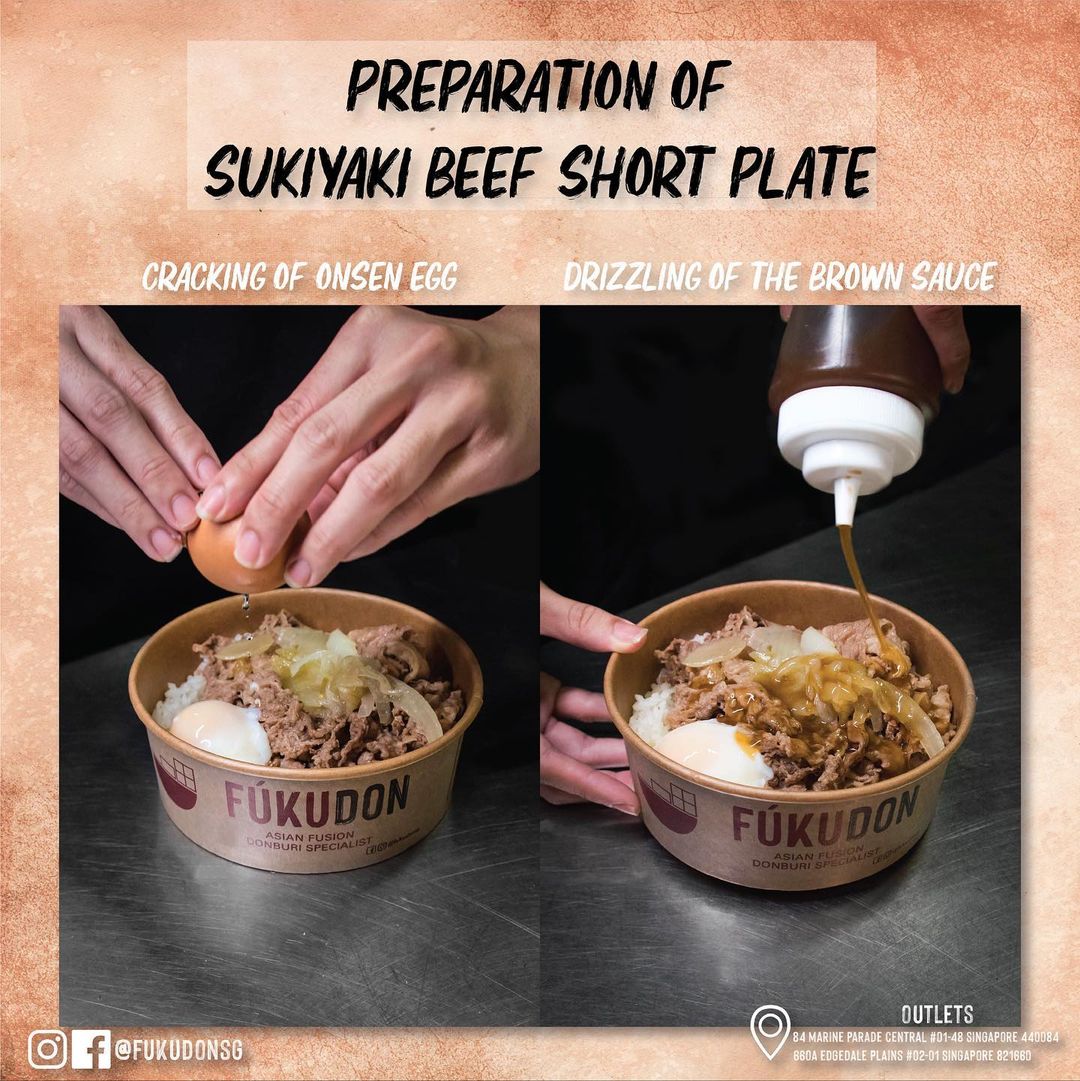 PREPARATION OF
SUKIYAKI BEEF SHORT PLATE
CRACKING OF ONSEN EGG
DRIZZLING OF THE BROWN SAUCE
FÚKUDON
ASIAN FUSION
DONBURI SPECIALIST
FÚKUDON
ASIAN FUSION
DONBURI SPECIALIST
@FUKUDONSG
OUTLETS
84 MARINE PARADE CENTRAL #01-48 SINGAPORE 440084
660A EDGEDALE PLAINS #02-01 SINGAPORE 821660